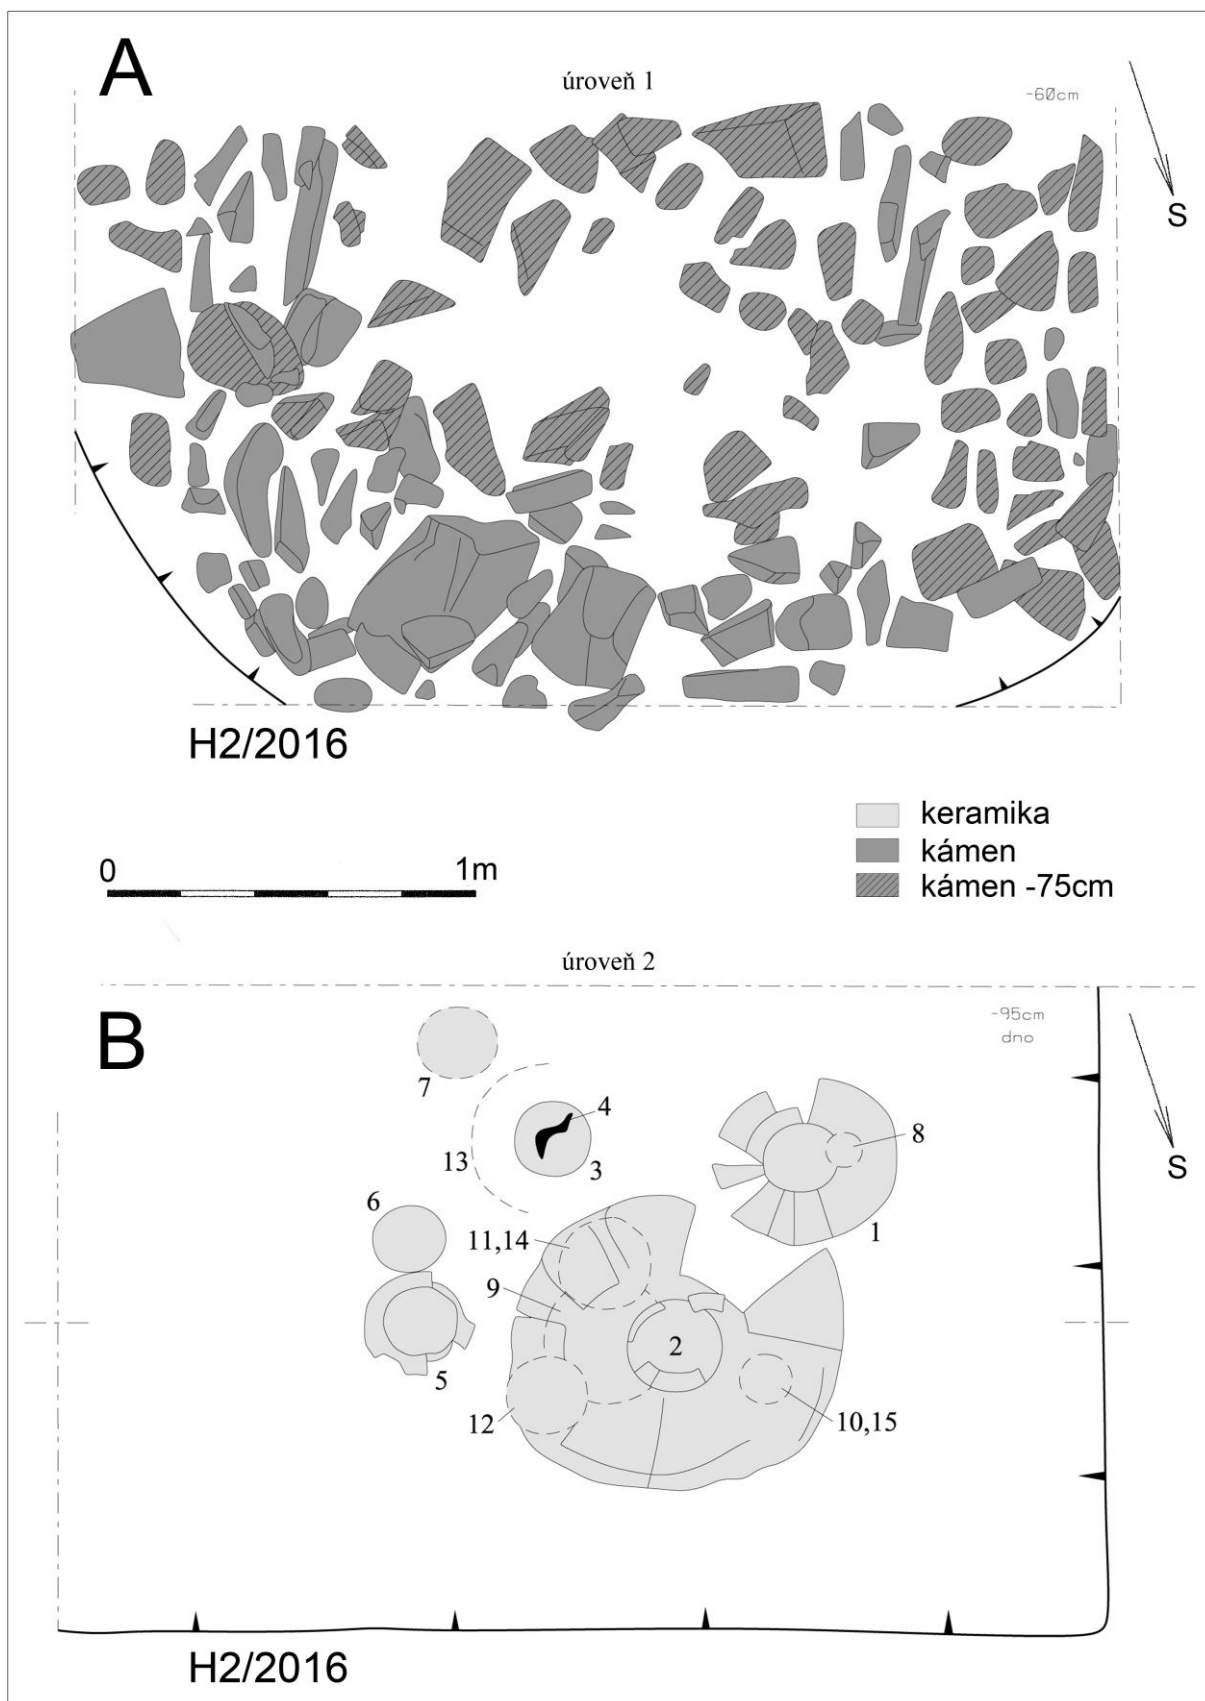 A
úroveň 1
-60cm
S
H2/2016
keramika
kámen
kámen -75cm
0 1m
úroveň 2
B
-95cm
dno
S
7
4
8
13
3
6
1
11,14
9
2
5
12
10,15
H2/2016